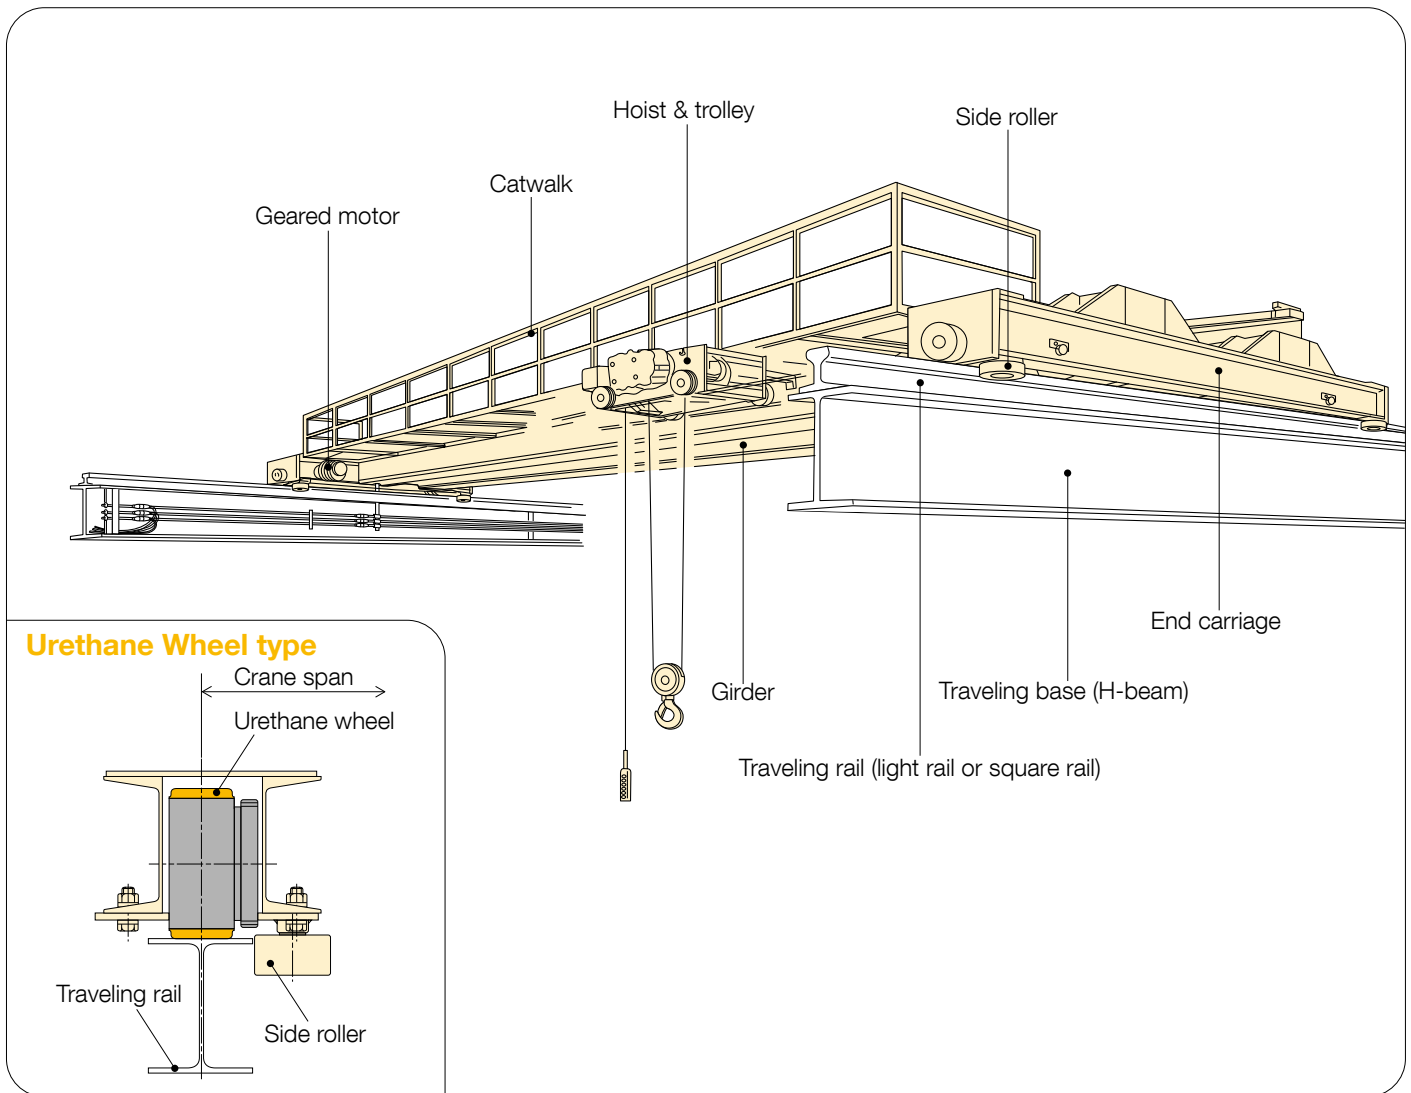 Hoist & trolley
Side roller
Catwalk
Geared motor
End carriage
Girder
Traveling base (H-beam)
Traveling rail (light rail or square rail)
Urethane Wheel type
Crane span
Urethane wheel
Traveling rail
Side roller